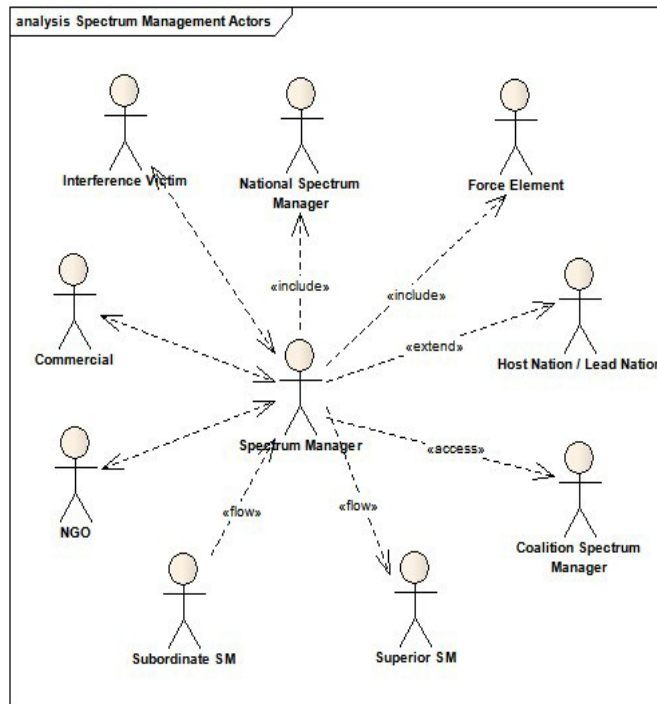 analysis Spectrum Management Actors
Interference Victim
National Spectrum
Manager
Force Element
«include»
«include»
Commercial
«extend»
Host Nation / Lead Nation
Spectrum Manager
«access»
NGO
«flow»
«flow»
Coalition Spectrum
Manager
Subordinate SM
Superior SM